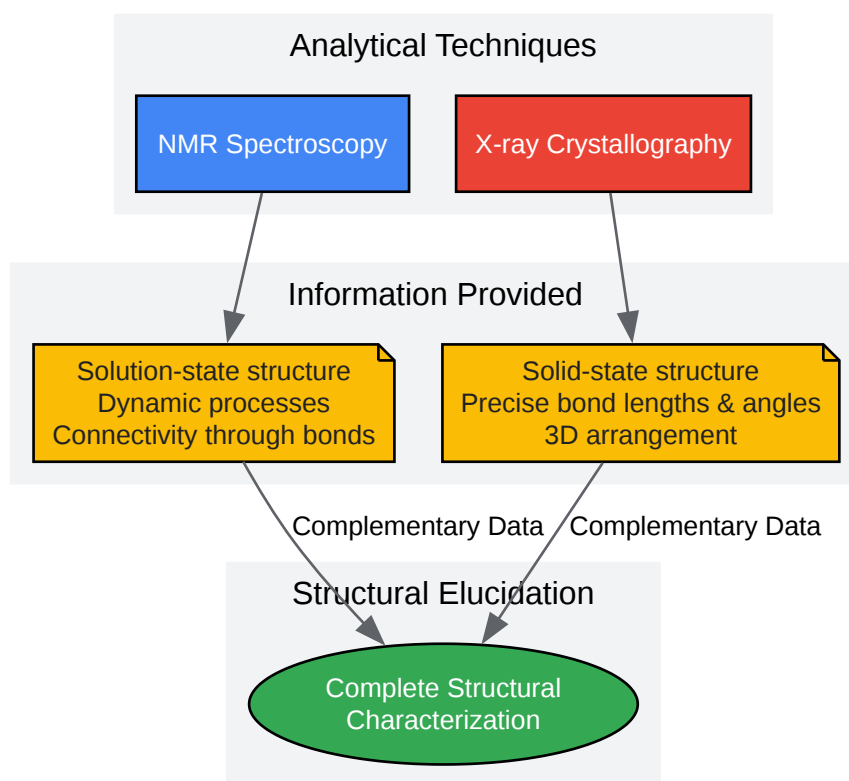 Analytical Techniques
NMR Spectroscopy
X-ray Crystallography
Information Provided
Solution-state structure
Dynamic processes
Connectivity through bonds
Solid-state structure
Precise bond lengths & angles
3D arrangement
Complementary Data
Complementary Data
Structural Elucidation
Complete Structural
Characterization